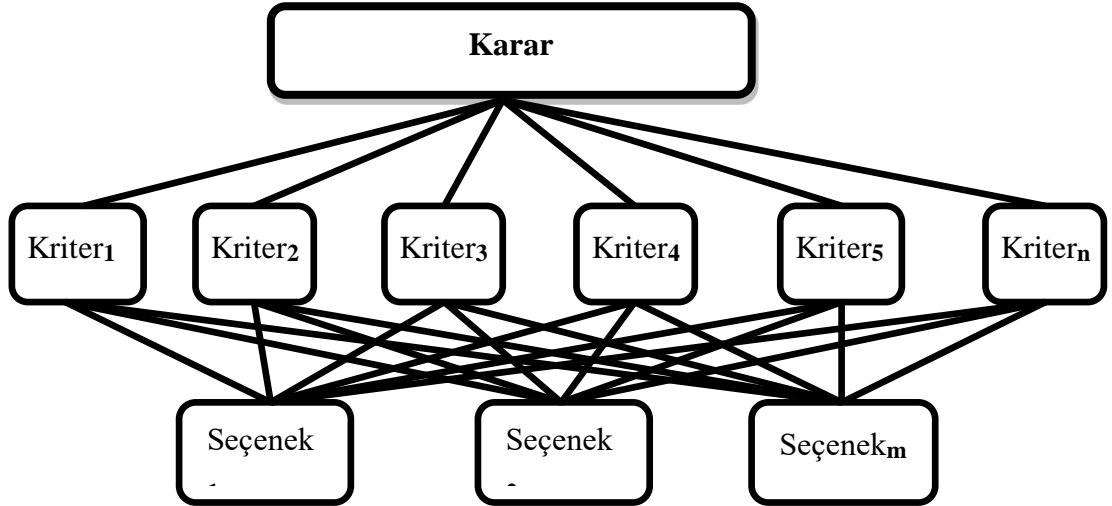 Karar
Kriter1
Kriter2
Kriter3
Kriter4
Kriter5
Kritern
Seçenek
Seçenek
Seçenekm